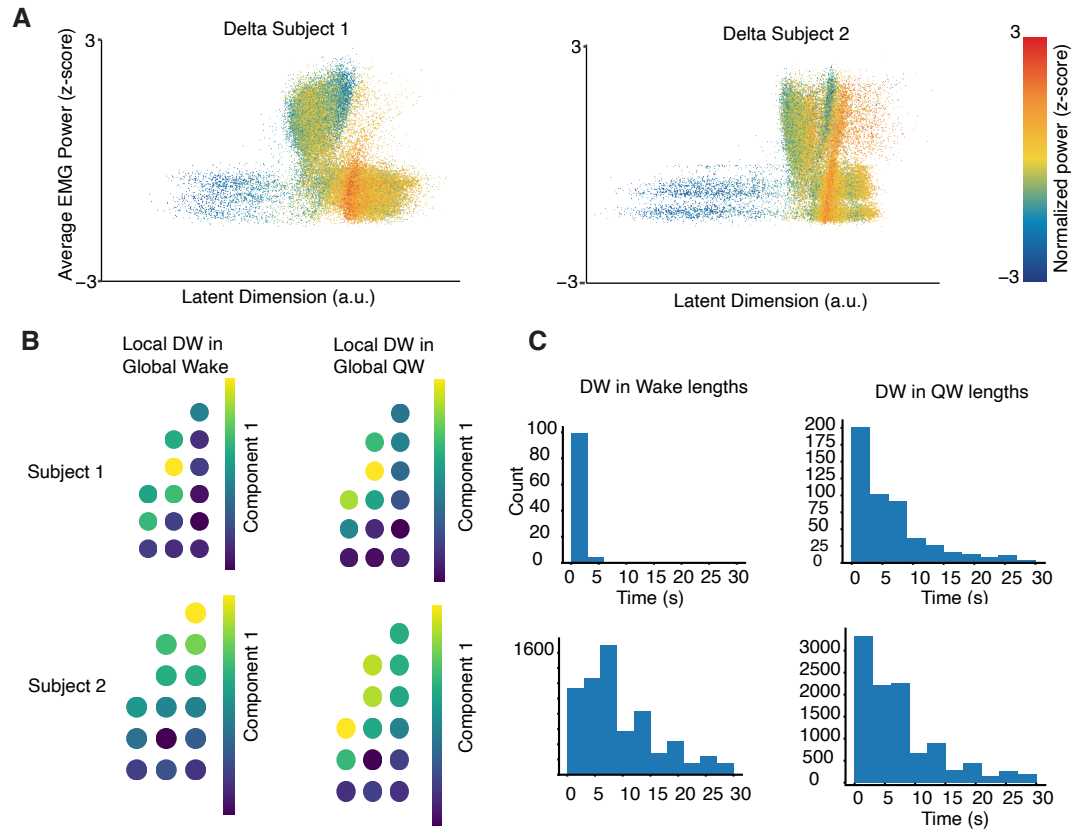 A
Delta Subject 1
Delta Subject 2
3
3
3
Average EMG Power (z-score)
Normalized power (z-score)
−3
−3
−3
Latent Dimension (a.u.)
Latent Dimension (a.u.)
B
Local DW in
Global Wake
Local DW in
Global QW
Subject 1
Component 1
Component 1
Subject 2
Component 1
Component 1
C
DW in Wake lengths
DW in QW lengths
Count
100
80
60
40
20
0
0 5 10 15 20 25 30
Time (s)
200
175
150
125
100
75
50
25
0
0 5 10 15 20 25 30
Time (s)
1600
0 5 10 15 20 25 30
3000
2500
2000
1500
1000
500
0
0 5 10 15 20 25 30
Time (s)